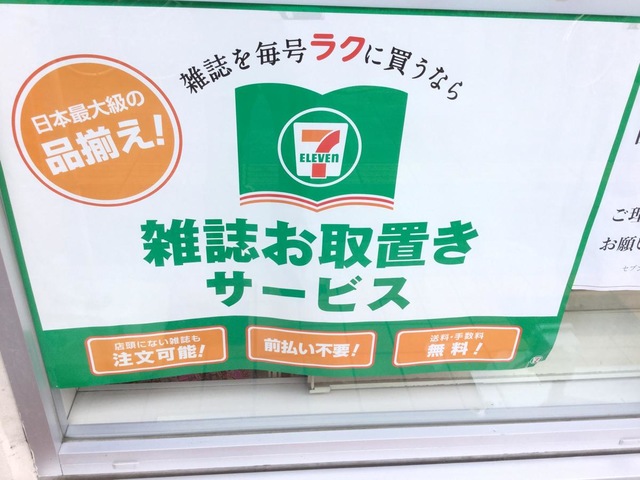 雑誌を毎号ラクに買うなら
日本最大級の
品揃え!
7
ELEVEN
雑誌お取置き
サービス
店頭にない雑誌も
注文可能!
前払い不要!
送料・手数料
無料!
お願い